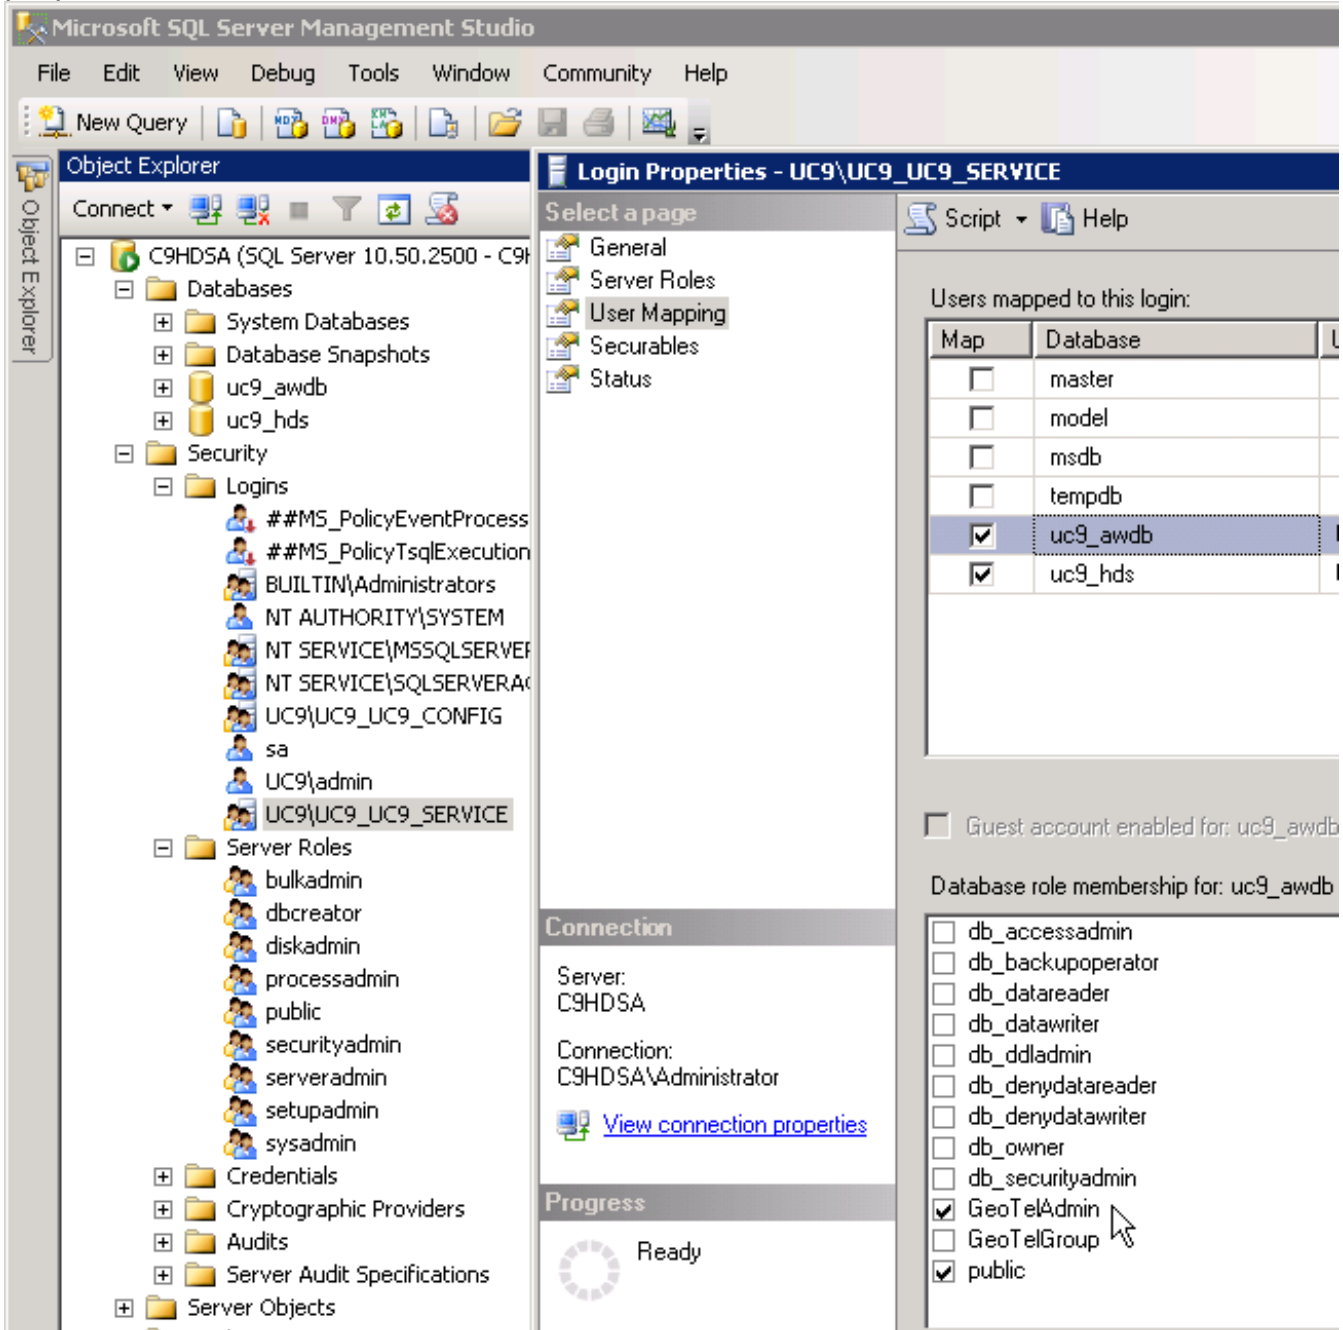 Microsoft SQL Server Management Studio
File Edit View Debug Tools Window Community Help
New Query
Object Explorer
Object Explorer
Connect
C9HDSA (SQL Server 10.50.2500 - C9H
Databases
System Databases
Database Snapshots
uc9_awdb
uc9_hds
Security
Logins
##MS_PolicyEventProcess
##MS_PolicyTsqlExecution
BUILTIN\Administrators
NT AUTHORITY\SYSTEM
NT SERVICE\MSSQLSERVER
NT SERVICE\SQLSERVERAG
UC9\UC9_UC9_CONFIG
sa
UC9\admin
UC9\UC9_UC9_SERVICE
Server Roles
bulkadmin
dbcreator
diskadmin
processadmin
public
securityadmin
serveradmin
setupadmin
sysadmin
Credentials
Cryptographic Providers
Audits
Server Audit Specifications
Server Objects
Login Properties - UC9\UC9_UC9_SERVICE
Select a page
General
Server Roles
User Mapping
Securables
Status
Connection
Server:
C9HDSA
Connection:
C9HDSA\Administrator
View connection properties
Progress
Ready
Script Help
Users mapped to this login:
Map Database
master
model
msdb
tempdb
uc9_awdb
uc9_hds
Guest account enabled for: uc9_awdb
Database role membership for: uc9_awdb
db_accessadmin
db_backupoperator
db_datareader
db_datawriter
db_ddladmin
db_denydatareader
db_denydatawriter
db_owner
db_securityadmin
GeoTelAdmin
GeoTelGroup
public